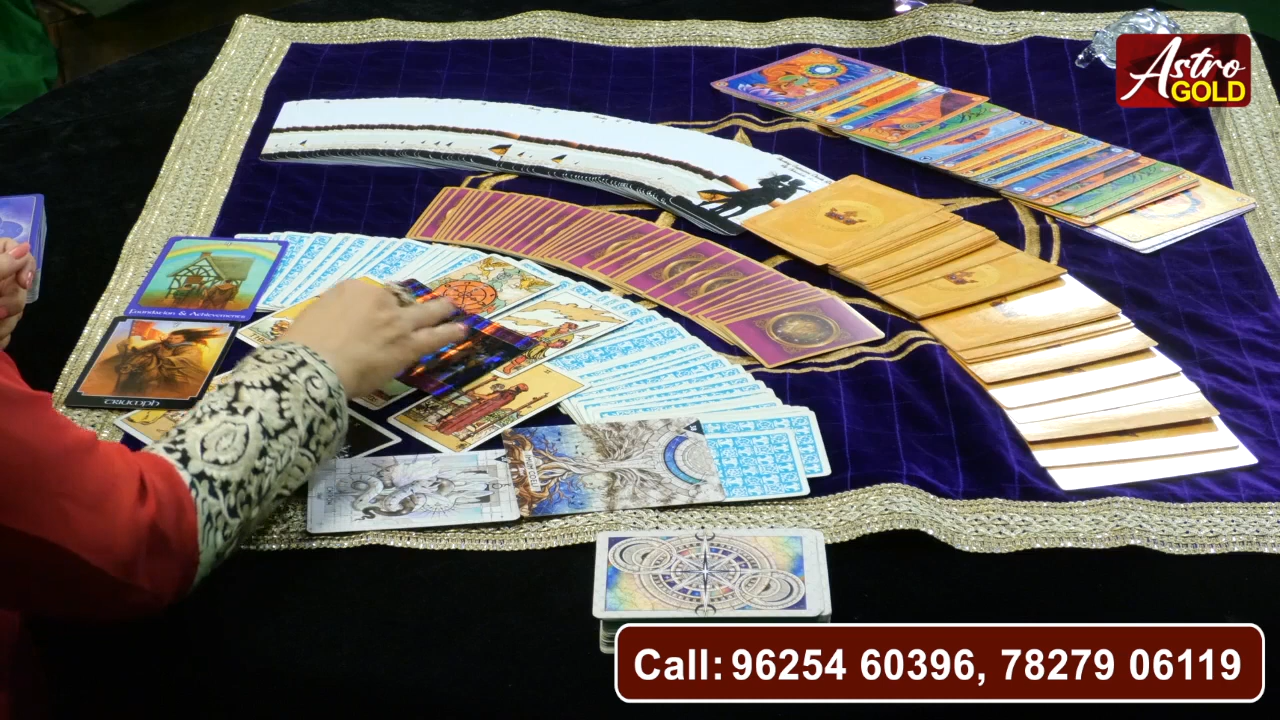 Astro
GOLD
Foundation & Achievements
TRIUMPH
Call: 96254 60396, 78279 06119